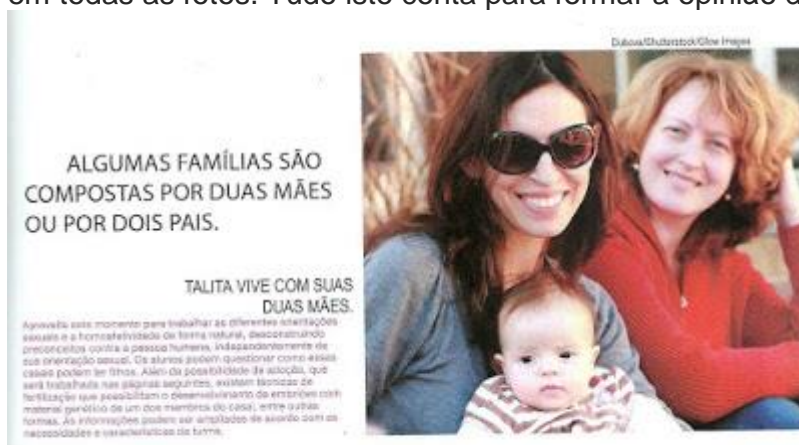 em todas as fotos. Tudo isto conta para formar a opinião d
Dubova/Shutterstock/Glow Images
ALGUMAS FAMÍLIAS SÃO
COMPOSTAS POR DUAS MÃES
OU POR DOIS PAIS.
TALITA VIVE COM SUAS
DUAS MÃES.
Aproveite este momento para trabalhar as diferentes orientações
sexuais e a homoafetividade de forma natural, desconstruindo
preconceitos contra a pessoa humana, independentemente de
sua orientação sexual. Os alunos podem questionar como esses
casais podem ter filhos. Além da possibilidade de adoção, que
será trabalhada nas páginas seguintes, existem técnicas de
fertilização que possibilitam o desenvolvimento de embriões com
material genético de um dos membros do casal, entre outras
formas. As informações podem ser ampliadas de acordo com as
necessidades e características da turma.